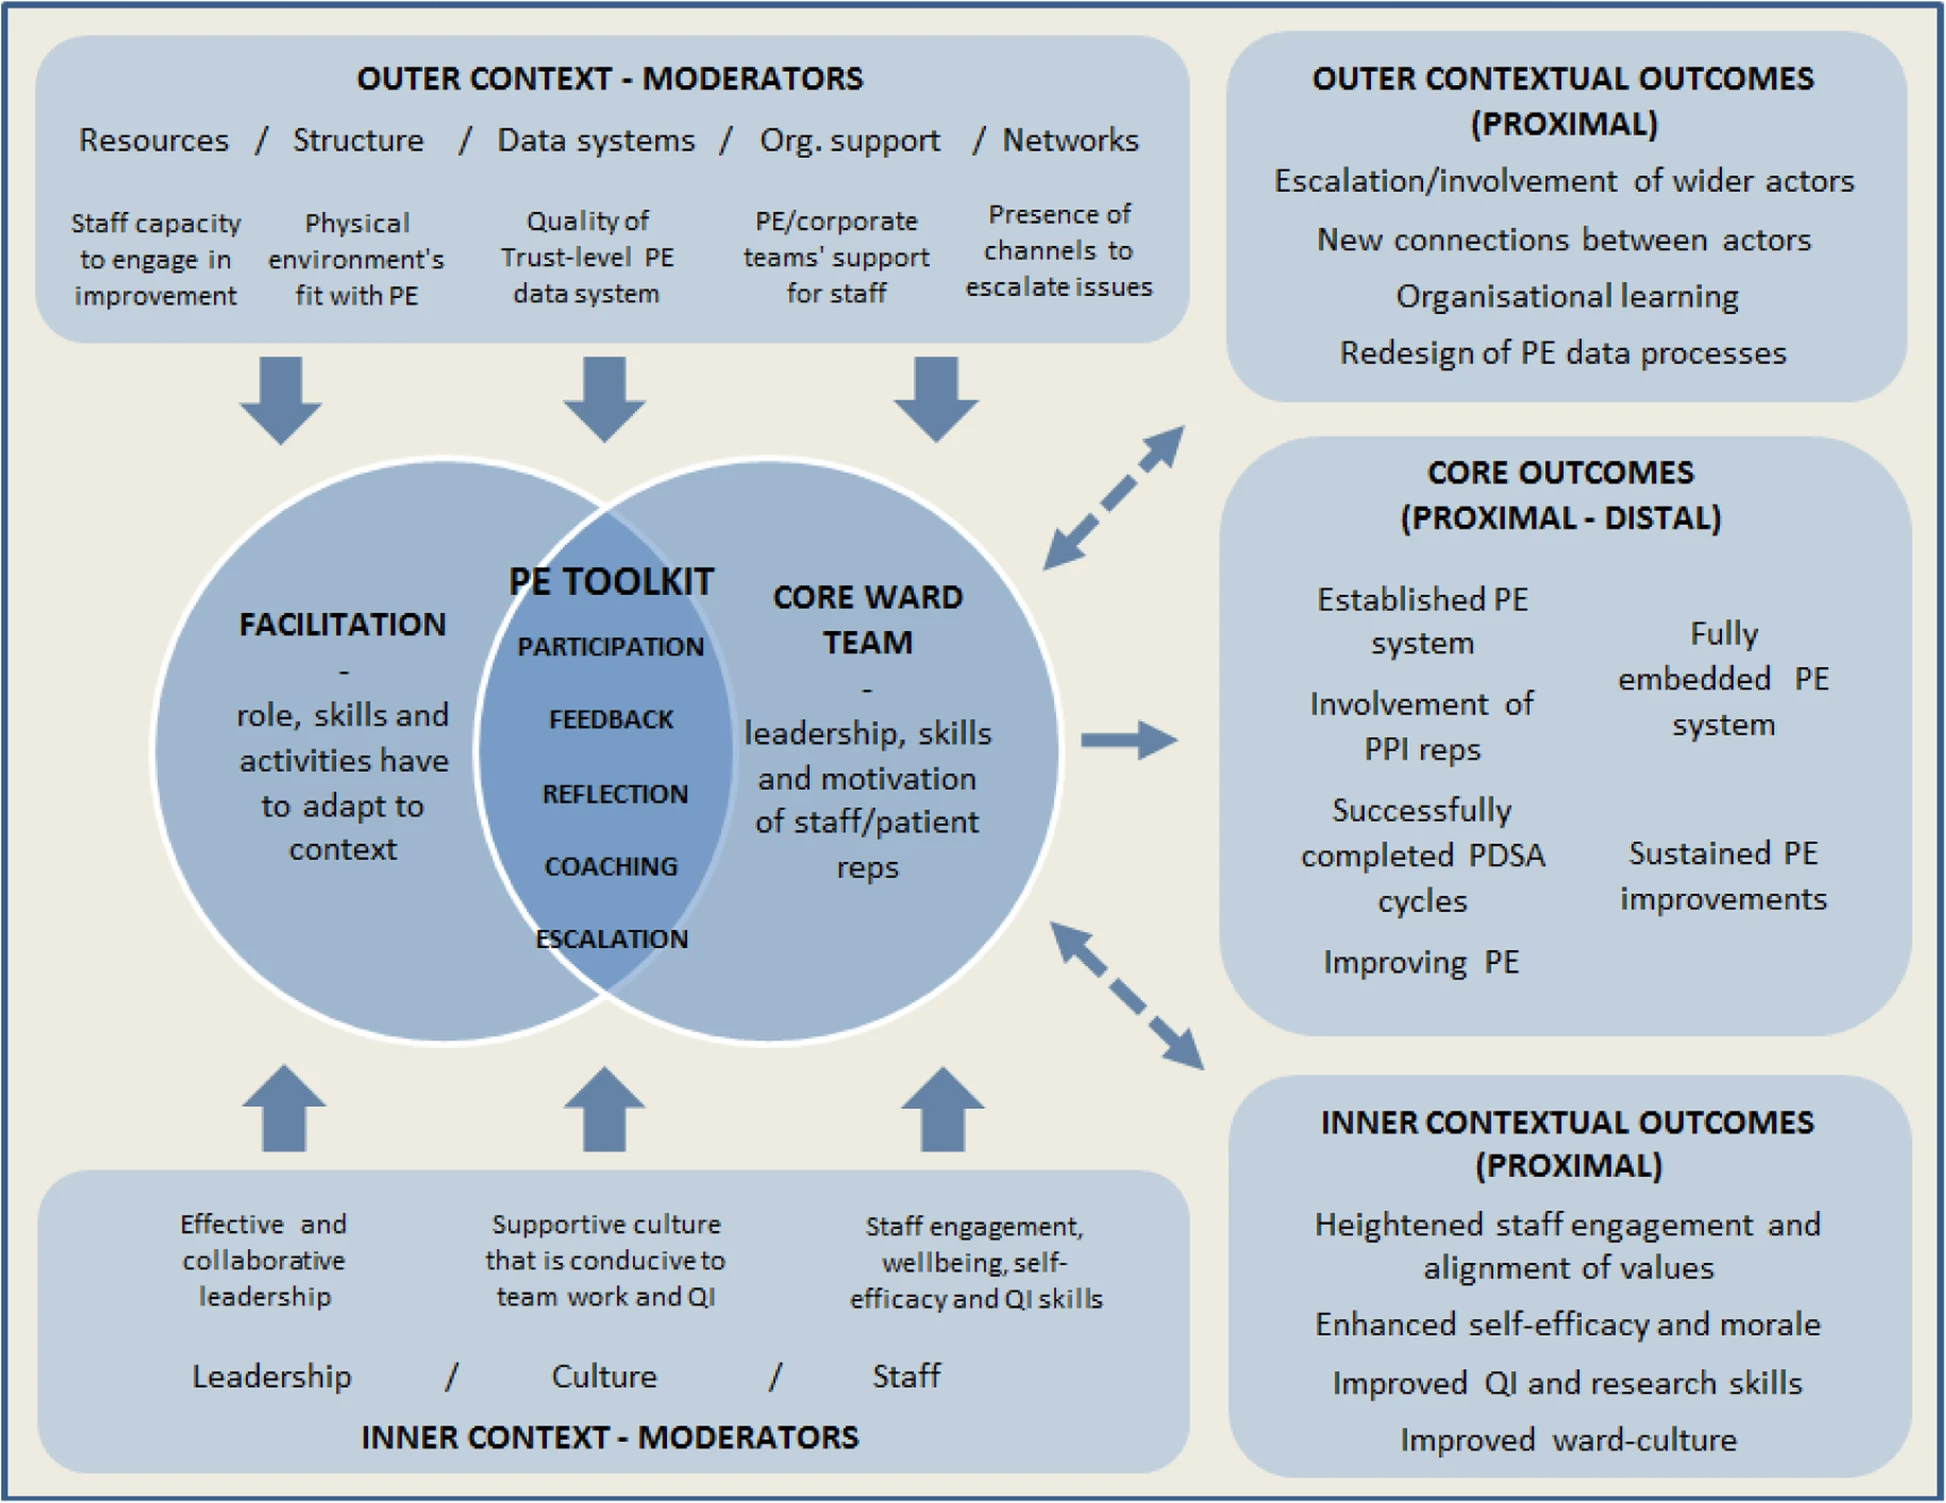 OUTER CONTEXT - MODERATORS
Resources / Structure / Data systems / Org. support / Networks
Staff capacity
to engage in
improvement
Physical
environment's
fit with PE
Quality of
Trust-level PE
data system
PE/corporate
teams' support
for staff
Presence of
channels to
escalate issues
OUTER CONTEXTUAL OUTCOMES
(PROXIMAL)
Escalation/involvement of wider actors
New connections between actors
Organisational learning
Redesign of PE data processes
FACILITATION
-
role, skills and
activities have
to adapt to
context
PE TOOLKIT
PARTICIPATION
FEEDBACK
REFLECTION
COACHING
ESCALATION
CORE WARD
TEAM
-
leadership, skills
and motivation
of staff/patient
reps
CORE OUTCOMES
(PROXIMAL - DISTAL)
Established PE
system
Involvement of
PPI reps
Successfully
completed PDSA
cycles
Improving PE
Fully
embedded PE
system
Sustained PE
improvements
Effective and
collaborative
leadership
Supportive culture
that is conducive to
team work and QI
Staff engagement,
wellbeing, self-
efficacy and QI skills
Leadership / Culture / Staff
INNER CONTEXT - MODERATORS
INNER CONTEXTUAL OUTCOMES
(PROXIMAL)
Heightened staff engagement and
alignment of values
Enhanced self-efficacy and morale
Improved QI and research skills
Improved ward-culture